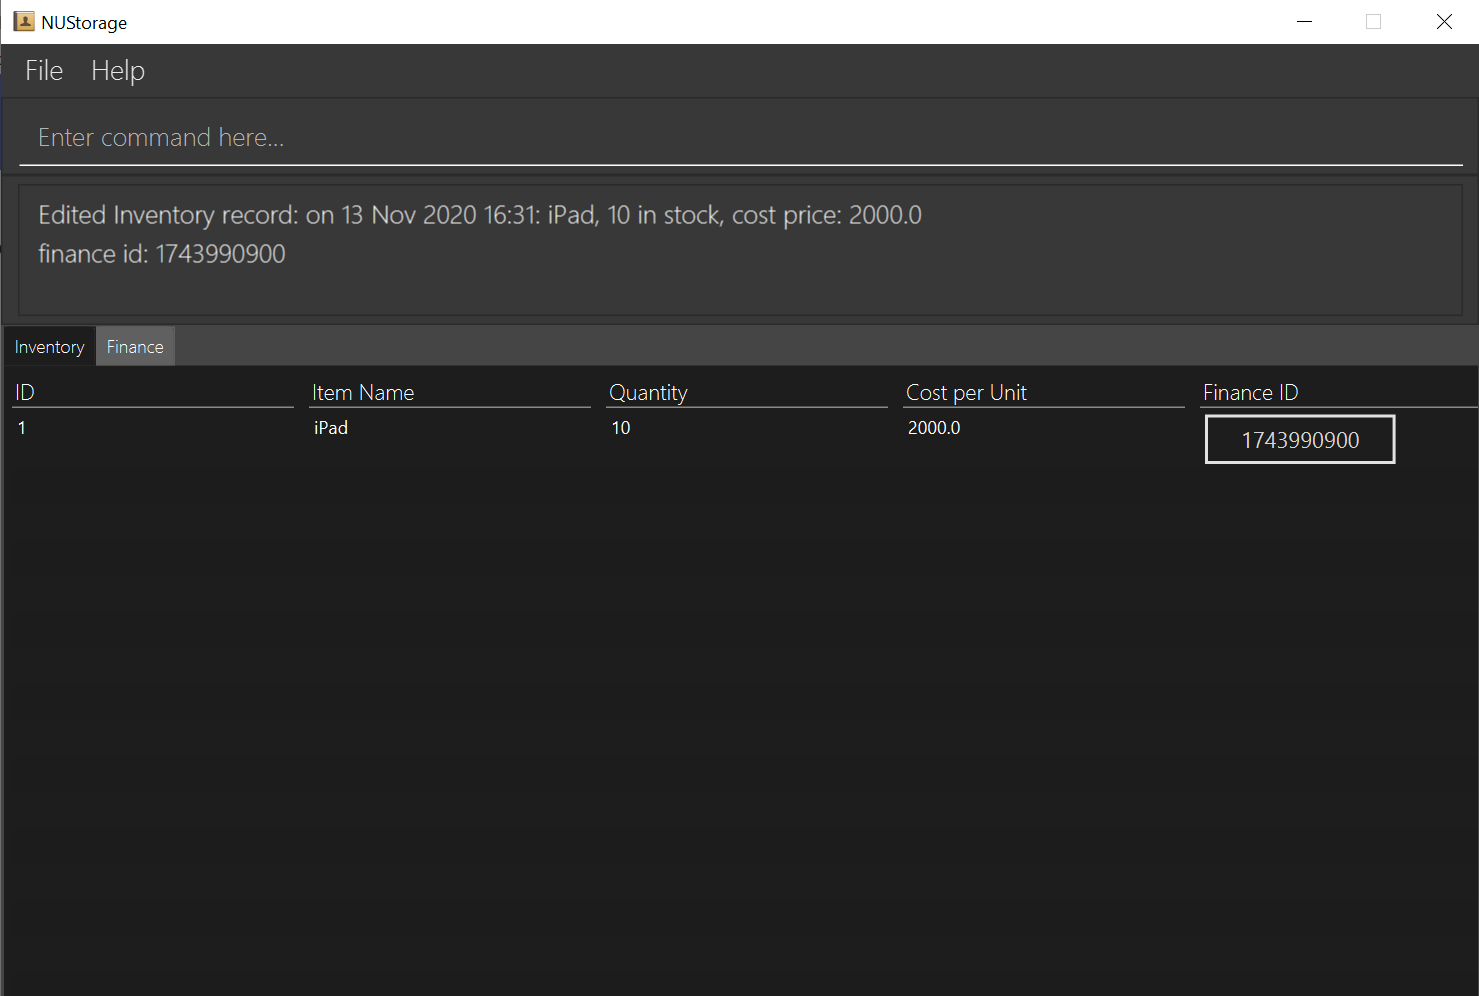 NUStorage
File Help
Enter command here...
Edited Inventory record: on 13 Nov 2020 16:31: iPad, 10 in stock, cost price: 2000.0
finance id: 1743990900
Inventory Finance
ID Item Name Quantity Cost per Unit Finance ID
1 iPad 10 2000.0 1743990900